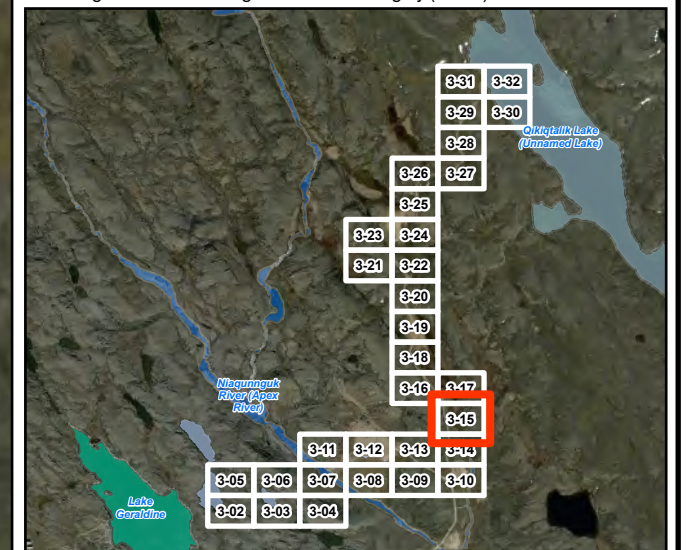 3-31 3-32
3-29 3-30
Qikiqtalik Lake
(Unnamed Lake)
3-28
3-26 3-27
3-25
3-23 3-24
3-21 3-22
3-20
3-19
3-18
3-16 3-17
Niaqunnguk
River (Apex
River)
3-15
3-11 3-12 3-13 3-14
3-05 3-06 3-07 3-08 3-09 3-10
Lake
Geraldine
3-02 3-03 3-04